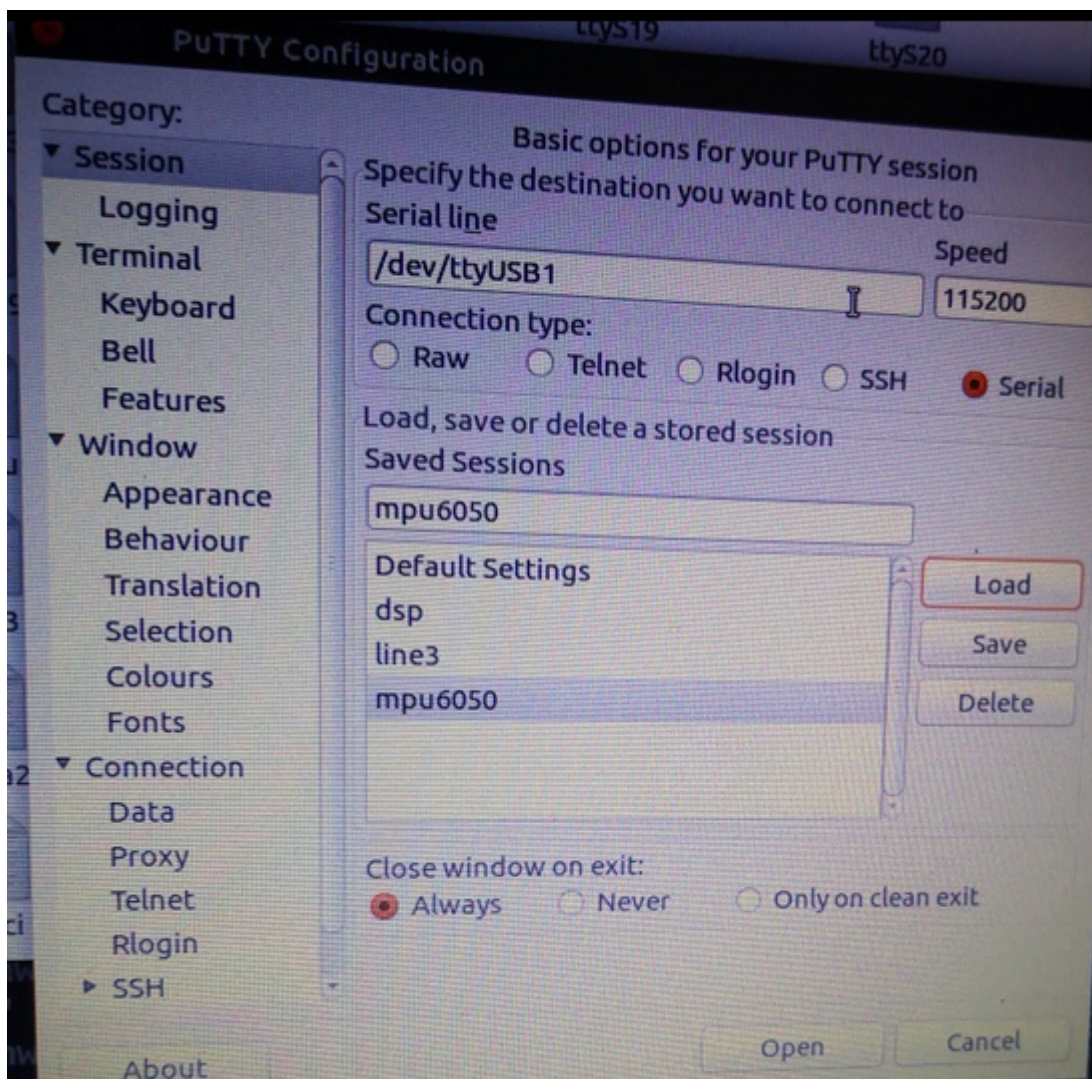 ttyS19
ttyS20
PuTTY Configuration
Category:
Session
Logging
Terminal
Keyboard
Bell
Features
Window
Appearance
Behaviour
Translation
Selection
Colours
Fonts
Connection
Data
Proxy
Telnet
Rlogin
SSH
About
Basic options for your PuTTY session
Specify the destination you want to connect to
Serial line
Speed
/dev/ttyUSB1
115200
Connection type:
Raw Telnet Rlogin SSH Serial
Load, save or delete a stored session
Saved Sessions
mpu6050
Default Settings
dsp
line3
mpu6050
Load
Save
Delete
Close window on exit:
Always Never Only on clean exit
Open
Cancel